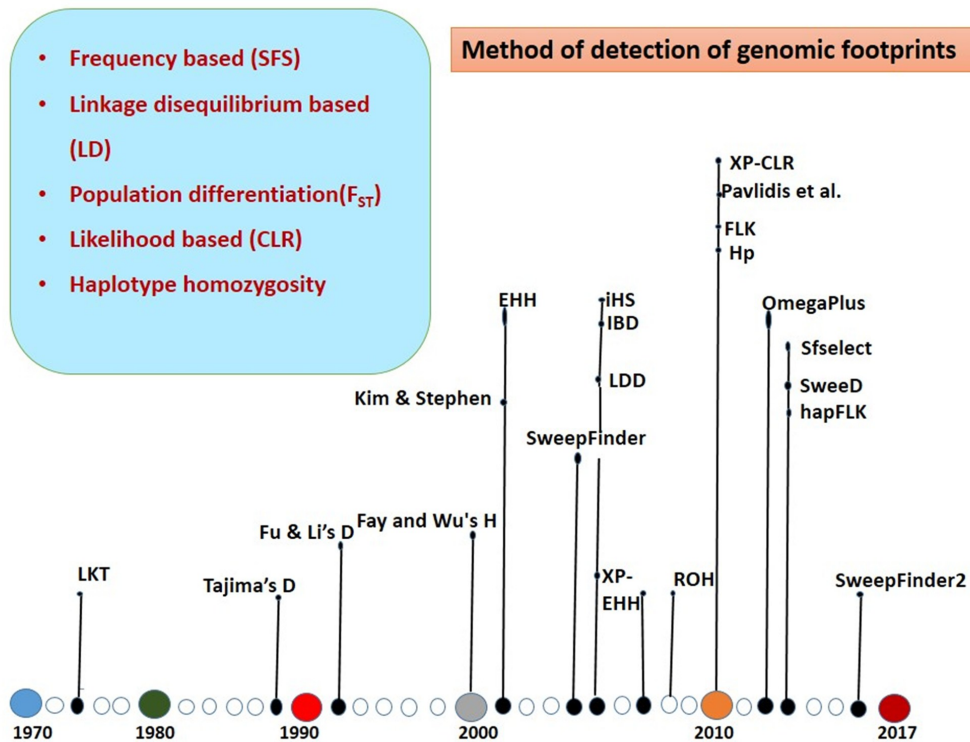 Method of detection of genomic footprints
• Frequency based (SFS)
• Linkage disequilibrium based
(LD)
• Population differentiation(FST)
• Likelihood based (CLR)
• Haplotype homozygosity
XP-CLR
Pavlidis et al.
FLK
Hp
EHH
iHS
IBD
OmegaPlus
Sfselect
LDD
SweeD
Kim & Stephen
hapFLK
SweepFinder
Fu & Li’s D
Fay and Wu's H
LKT
Tajima’s D
XP-
EHH
ROH
SweepFinder2
1970
1980
1990
2000
2010
2017